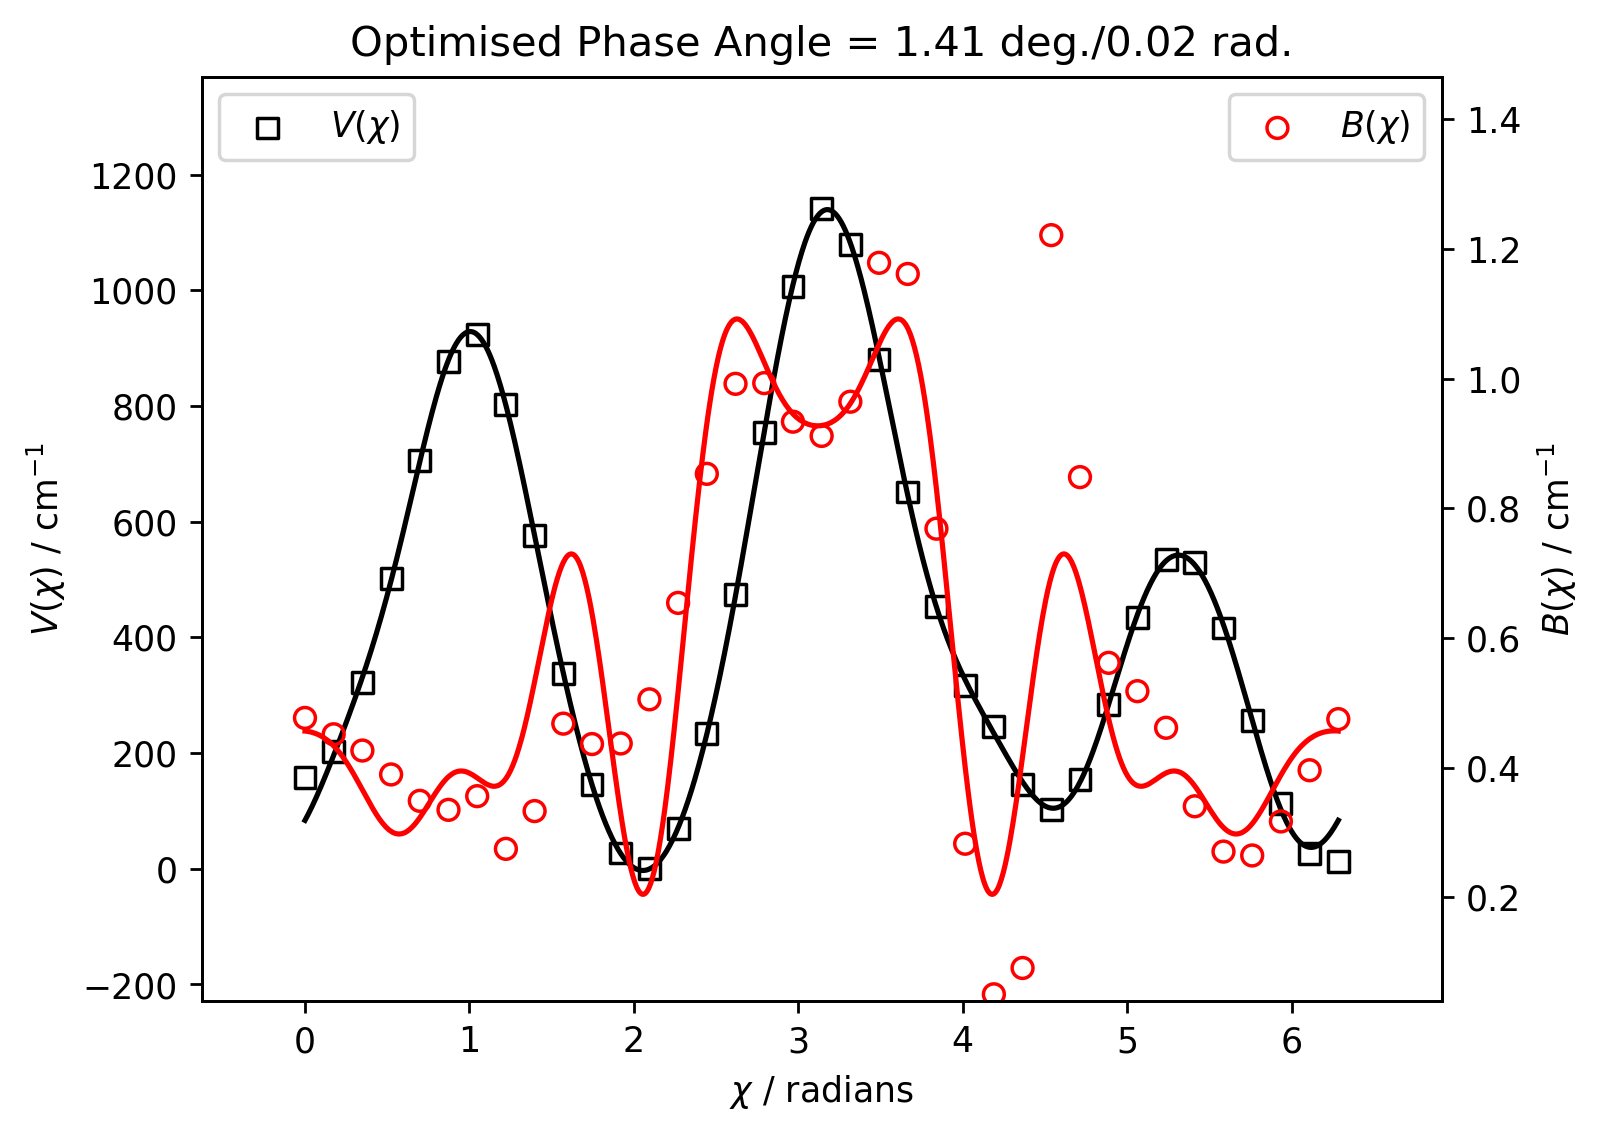 Optimised Phase Angle = 1.41 deg./0.02 rad.
V(χ)
B(χ)
1200
1000
800
600
400
200
0
−200
V(χ) / cm⁻¹
1.4
1.2
1.0
0.8
0.6
0.4
0.2
B(χ) / cm⁻¹
0 1 2 3 4 5 6
χ / radians